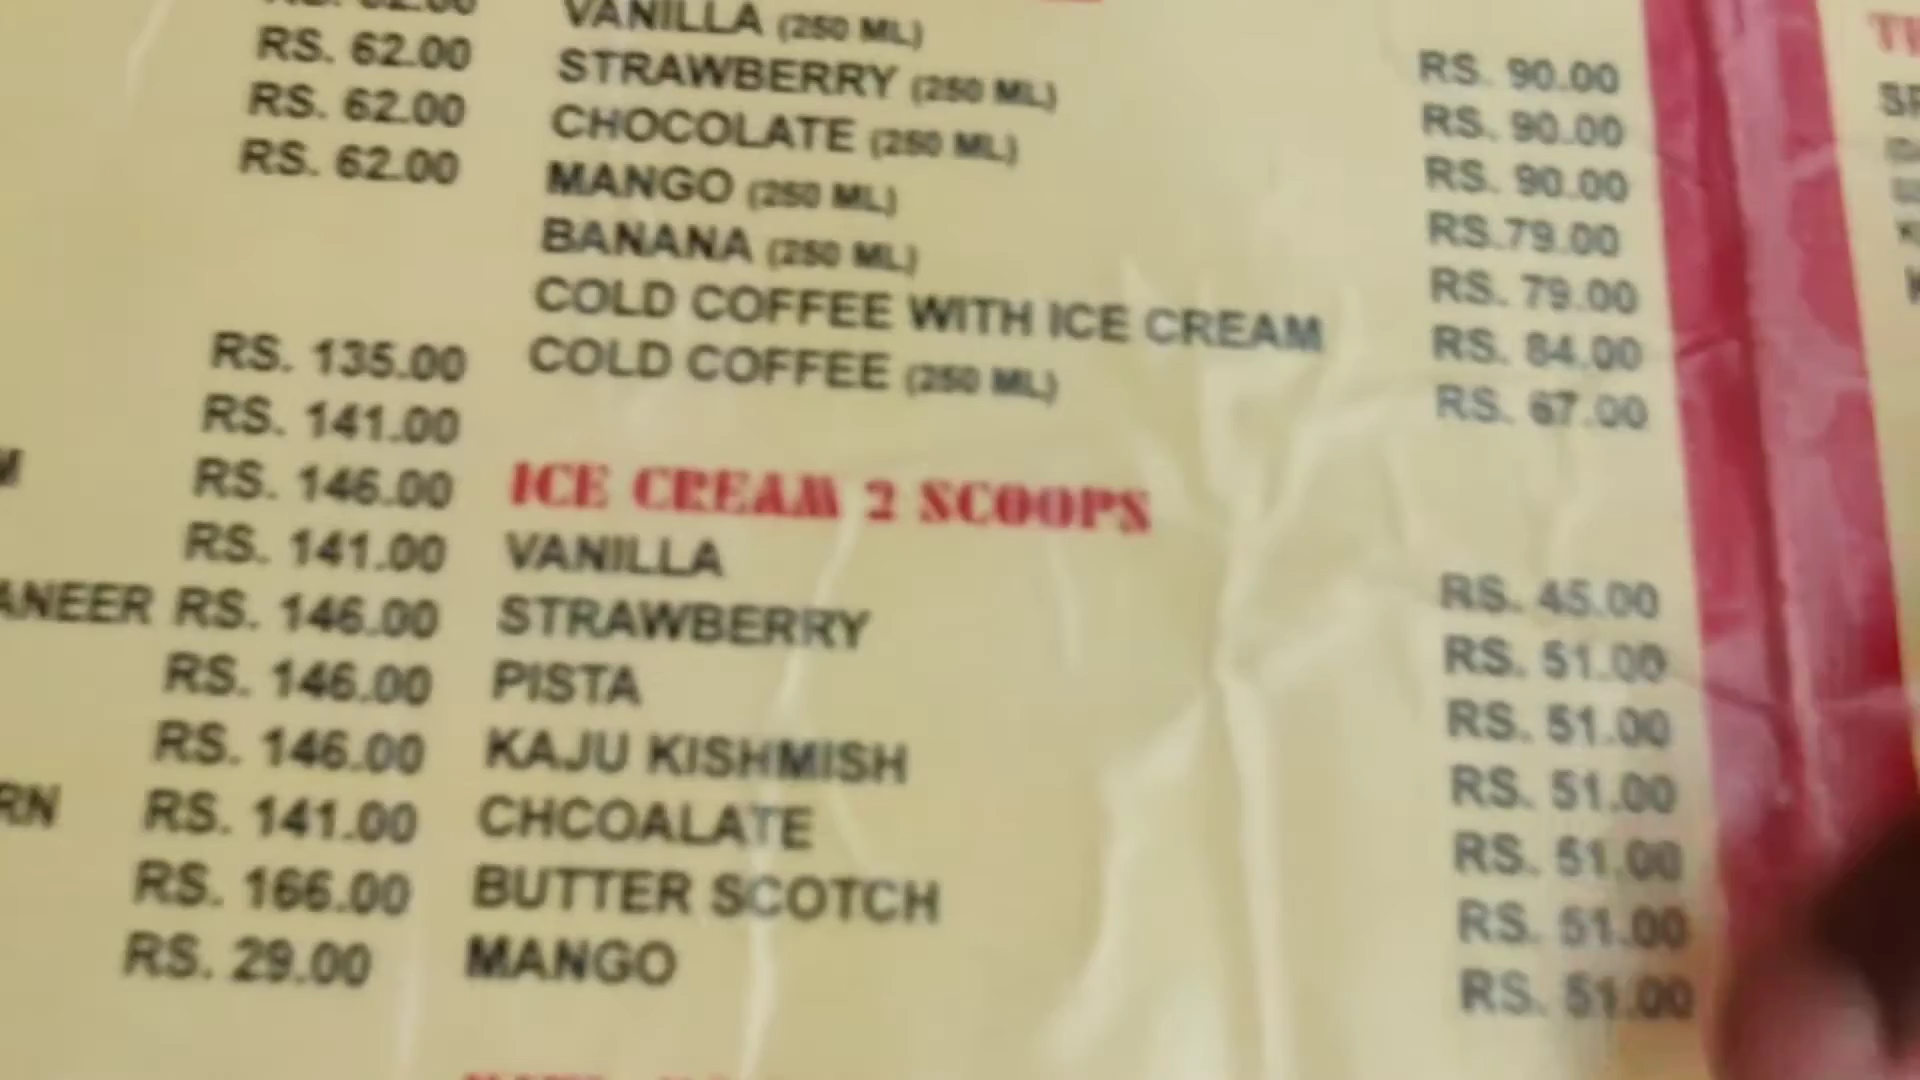 RS. 62.00
RS. 62.00
RS. 62.00
RS. 62.00
RS. 135.00
RS. 141.00
M RS. 146.00
RS. 141.00
ANEER RS. 146.00
RS. 146.00
RS. 146.00
RN RS. 141.00
RS. 166.00
RS. 29.00
VANILLA (250 ML) RS. 90.00
STRAWBERRY (250 ML) RS. 90.00
CHOCOLATE (250 ML) RS. 90.00
MANGO (250 ML) RS.79.00
BANANA (250 ML) RS. 79.00
COLD COFFEE WITH ICE CREAM RS. 84.00
COLD COFFEE (250 ML) RS. 67.00
ICE CREAM 2 SCOOPS
VANILLA RS. 45.00
STRAWBERRY RS. 51.00
PISTA RS. 51.00
KAJU KISHMISH RS. 51.00
CHCOALATE RS. 51.00
BUTTER SCOTCH RS. 51.00
MANGO RS. 51.00